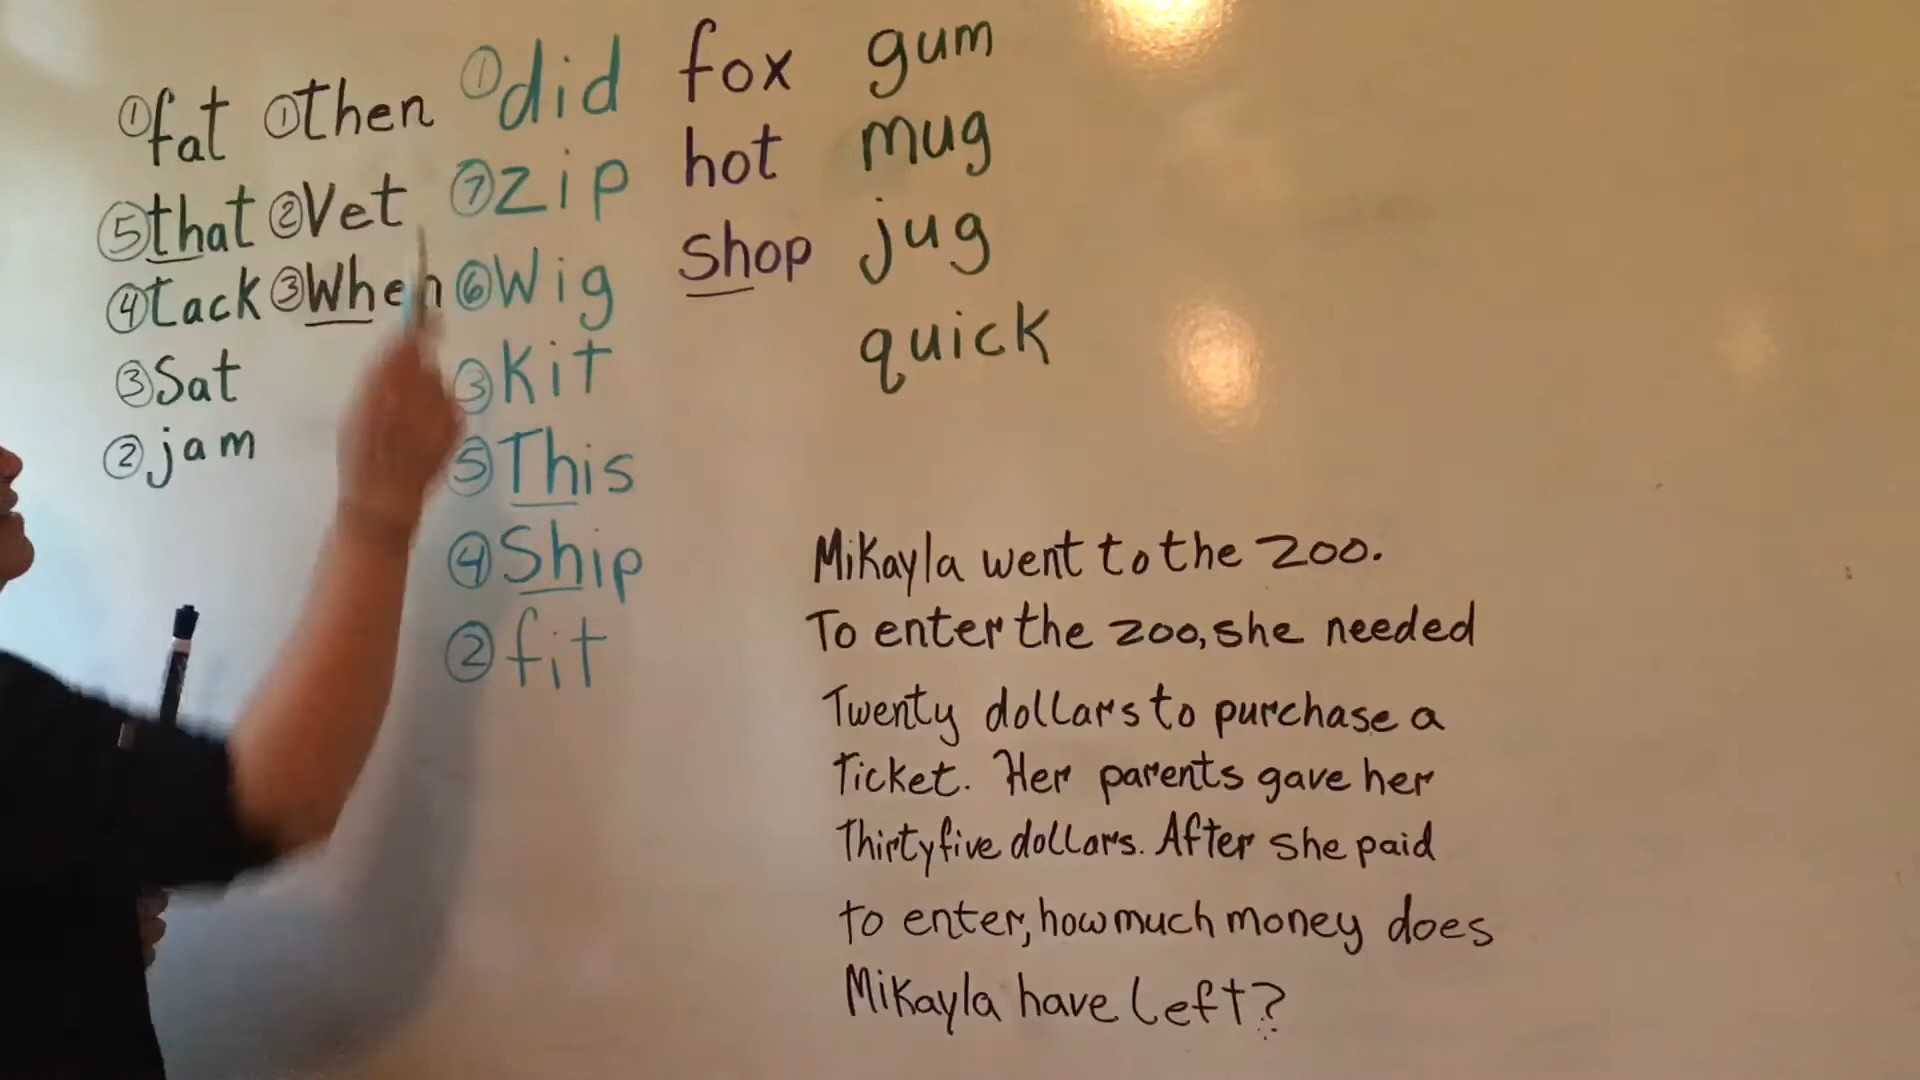 ①fat
⑤that
④tack
③Sat
②jam
①then
②Vet
③When
①did
⑦zip
⑥Wig
③Kit
⑤This
④Ship
②fit
fox
hot
Shop
gum
mug
jug
quick
Mikayla went to the zoo.
To enter the zoo, she needed
Twenty dollars to purchase a
Ticket. Her parents gave her
Thirtyfive dollars. After she paid
to enter, how much money does
Mikayla have left?